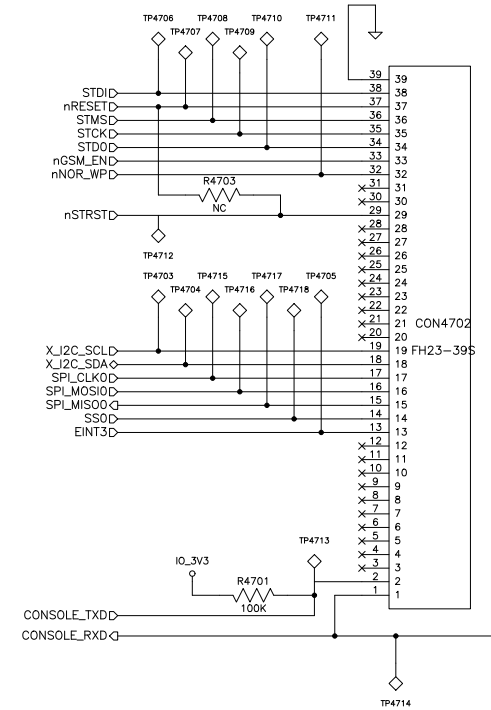 TP4706 TP4708 TP4710 TP4711
TP4707 TP4709
39 39
STDI 38 38
nRESET 37 37
STMS 36 36
STCK 35 35
STDO 34 34
nGSM_EN 33 33
nNOR_WP 32 32
R4703 31 31
NC 30 30
nSTRST 29 29
28 28
27 27
TP4712 26 26
25 25
TP4703 TP4715 TP4717 TP4705 24 24
TP4704 TP4716 TP4718 23 23
22 22
21 21 CON4702
20 20
X_I2C_SCL 19 19 FH23-39S
X_I2C_SDA 18 18
SPI_CLK0 17 17
SPI_MOSI0 16 16
SPI_MISO0 15 15
SS0 14 14
EINT3 13 13
12 12
11 11
10 10
9 9
8 8
7 7
6 6
TP4713 5 5
4 4
IO_3V3 3 3
R4701 2 2
100K 1 1
CONSOLE_TXD
CONSOLE_RXD
TP4714